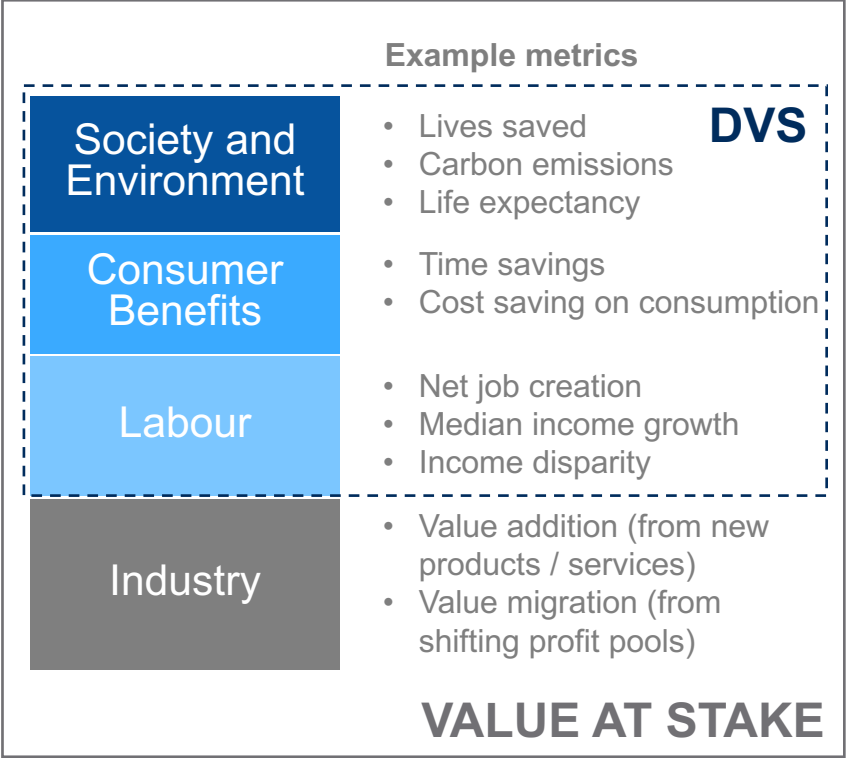 Example metrics
Society and
Environment
• Lives saved
• Carbon emissions
• Life expectancy
DVS
Consumer
Benefits
• Time savings
• Cost saving on consumption
Labour
• Net job creation
• Median income growth
• Income disparity
Industry
• Value addition (from new
products / services)
• Value migration (from
shifting profit pools)
VALUE AT STAKE